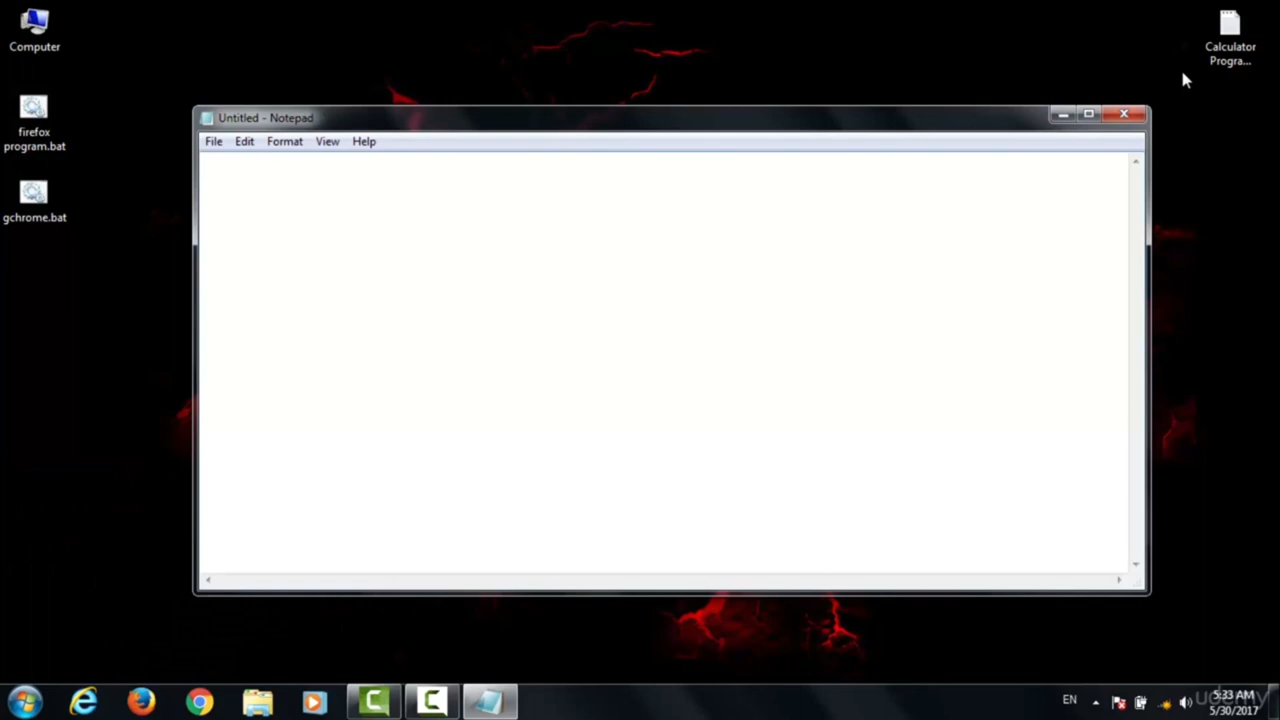 Computer
Calculator
Progra...
firefox
program.bat
gchrome.bat
Untitled - Notepad
File Edit Format View Help
EN
5:33 AM
5/30/2017
udemy